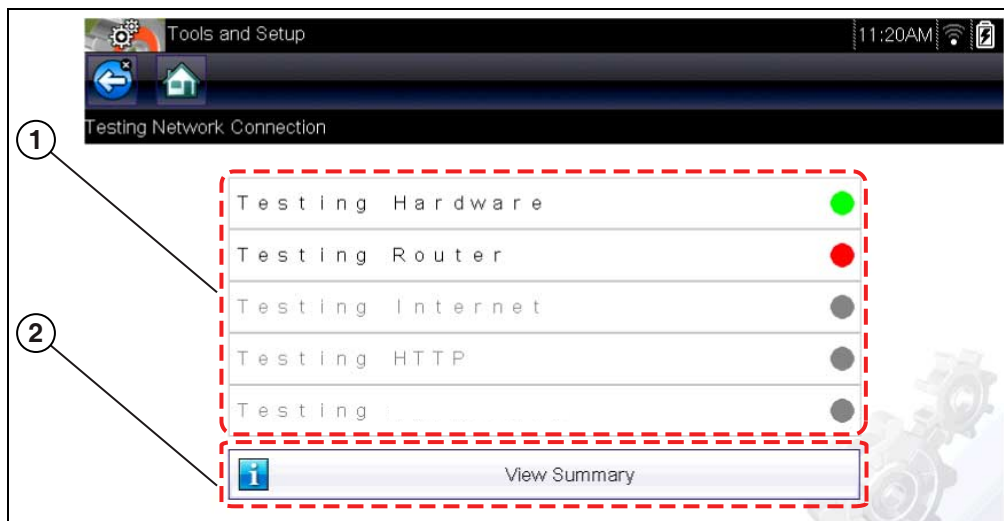 Tools and Setup
11:20AM
Testing Network Connection
1
Testing Hardware
Testing Router
Testing Internet
2
Testing HTTP
Testing
i View Summary